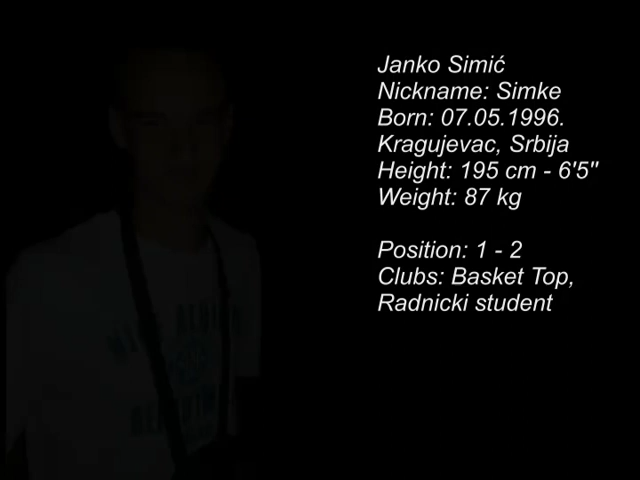 Janko Simić
Nickname: Simke
Born: 07.05.1996.
Kragujevac, Srbija
Height: 195 cm - 6'5"
Weight: 87 kg
Position: 1 - 2
Clubs: Basket Top,
Radnicki student